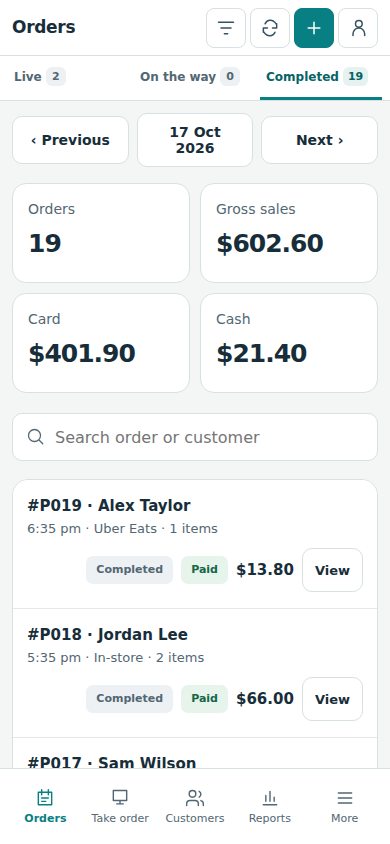 Orders
Live 2
On the way 0
Completed 19
‹ Previous
17 Oct
2026
Next ›
Orders
19
Gross sales
$602.60
Card
$401.90
Cash
$21.40
Search order or customer
#P019 · Alex Taylor
6:35 pm · Uber Eats · 1 items
Completed Paid $13.80 View
#P018 · Jordan Lee
5:35 pm · In-store · 2 items
Completed Paid $66.00 View
#P017 · Sam Wilson
Orders
Take order
Customers
Reports
More